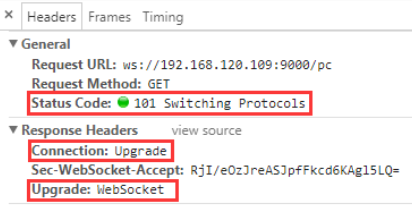 × Headers Frames Timing
▼ General
Request URL: ws://192.168.120.109:9000/pc
Request Method: GET
Status Code: 101 Switching Protocols
▼ Response Headers view source
Connection: Upgrade
Sec-WebSocket-Accept: RjI/eOzJreASJpfFkcd6KAgl5LQ=
Upgrade: WebSocket